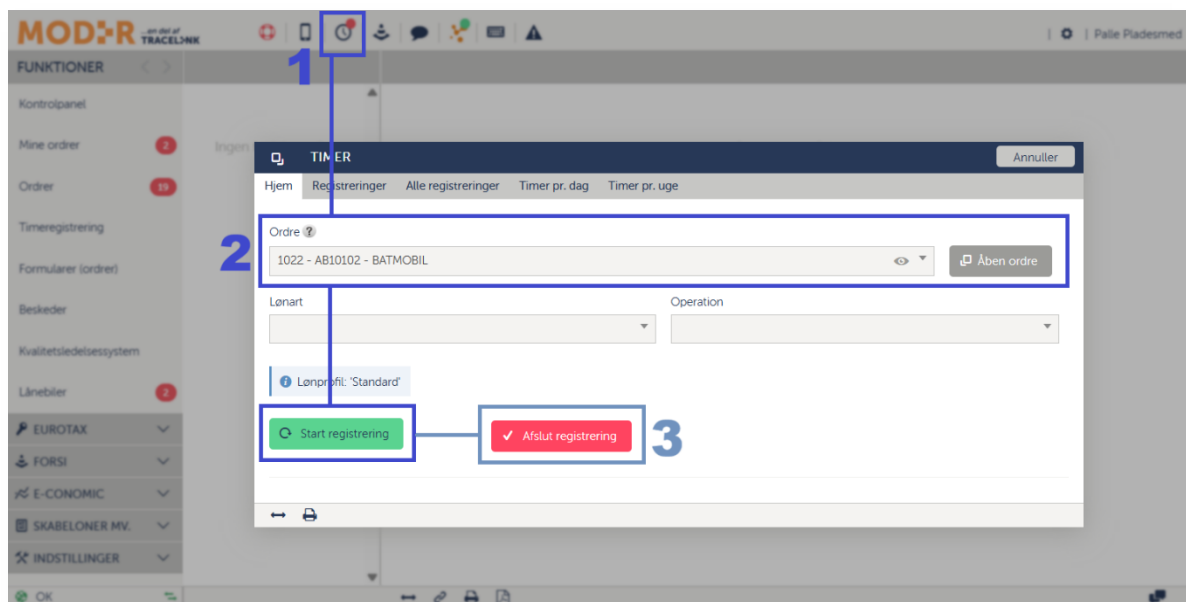 MODIR ...en del af
TRACELINK
Palle Pladesmed
1
FUNKTIONER
Kontrolpanel
Mine ordrer 2
Ingen
Ordrer 19
Timeregistrering
Formularer (ordrer)
Beskeder
Kvalitetsledelsessystem
Lånebiler 2
EUROTAX
FORSI
E-CONOMIC
SKABELONER MV.
INDSTILLINGER
OK
TIMER
Annuller
Hjem Registreringer Alle registreringer Timer pr. dag Timer pr. uge
2
Ordre ?
1022 - AB10102 - BATMOBIL
Åben ordre
Lønart Operation
Lønprofil: 'Standard'
Start registrering
Afslut registrering
3